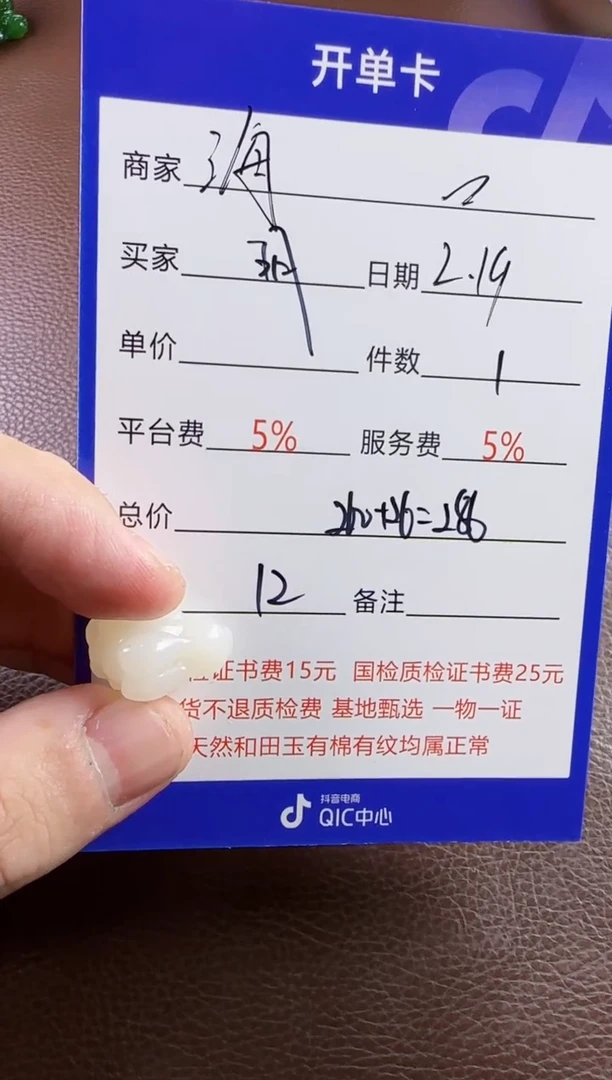 开单卡
商家 海
买家 日期 2.19
单价 件数 1
平台费 5% 服务费 5%
总价 260+26=286
12 备注
证书费15元 国检质检证书费25元
货不退质检费 基地甄选 一物一证
天然和田玉有棉有纹均属正常
抖音电商
QIC中心